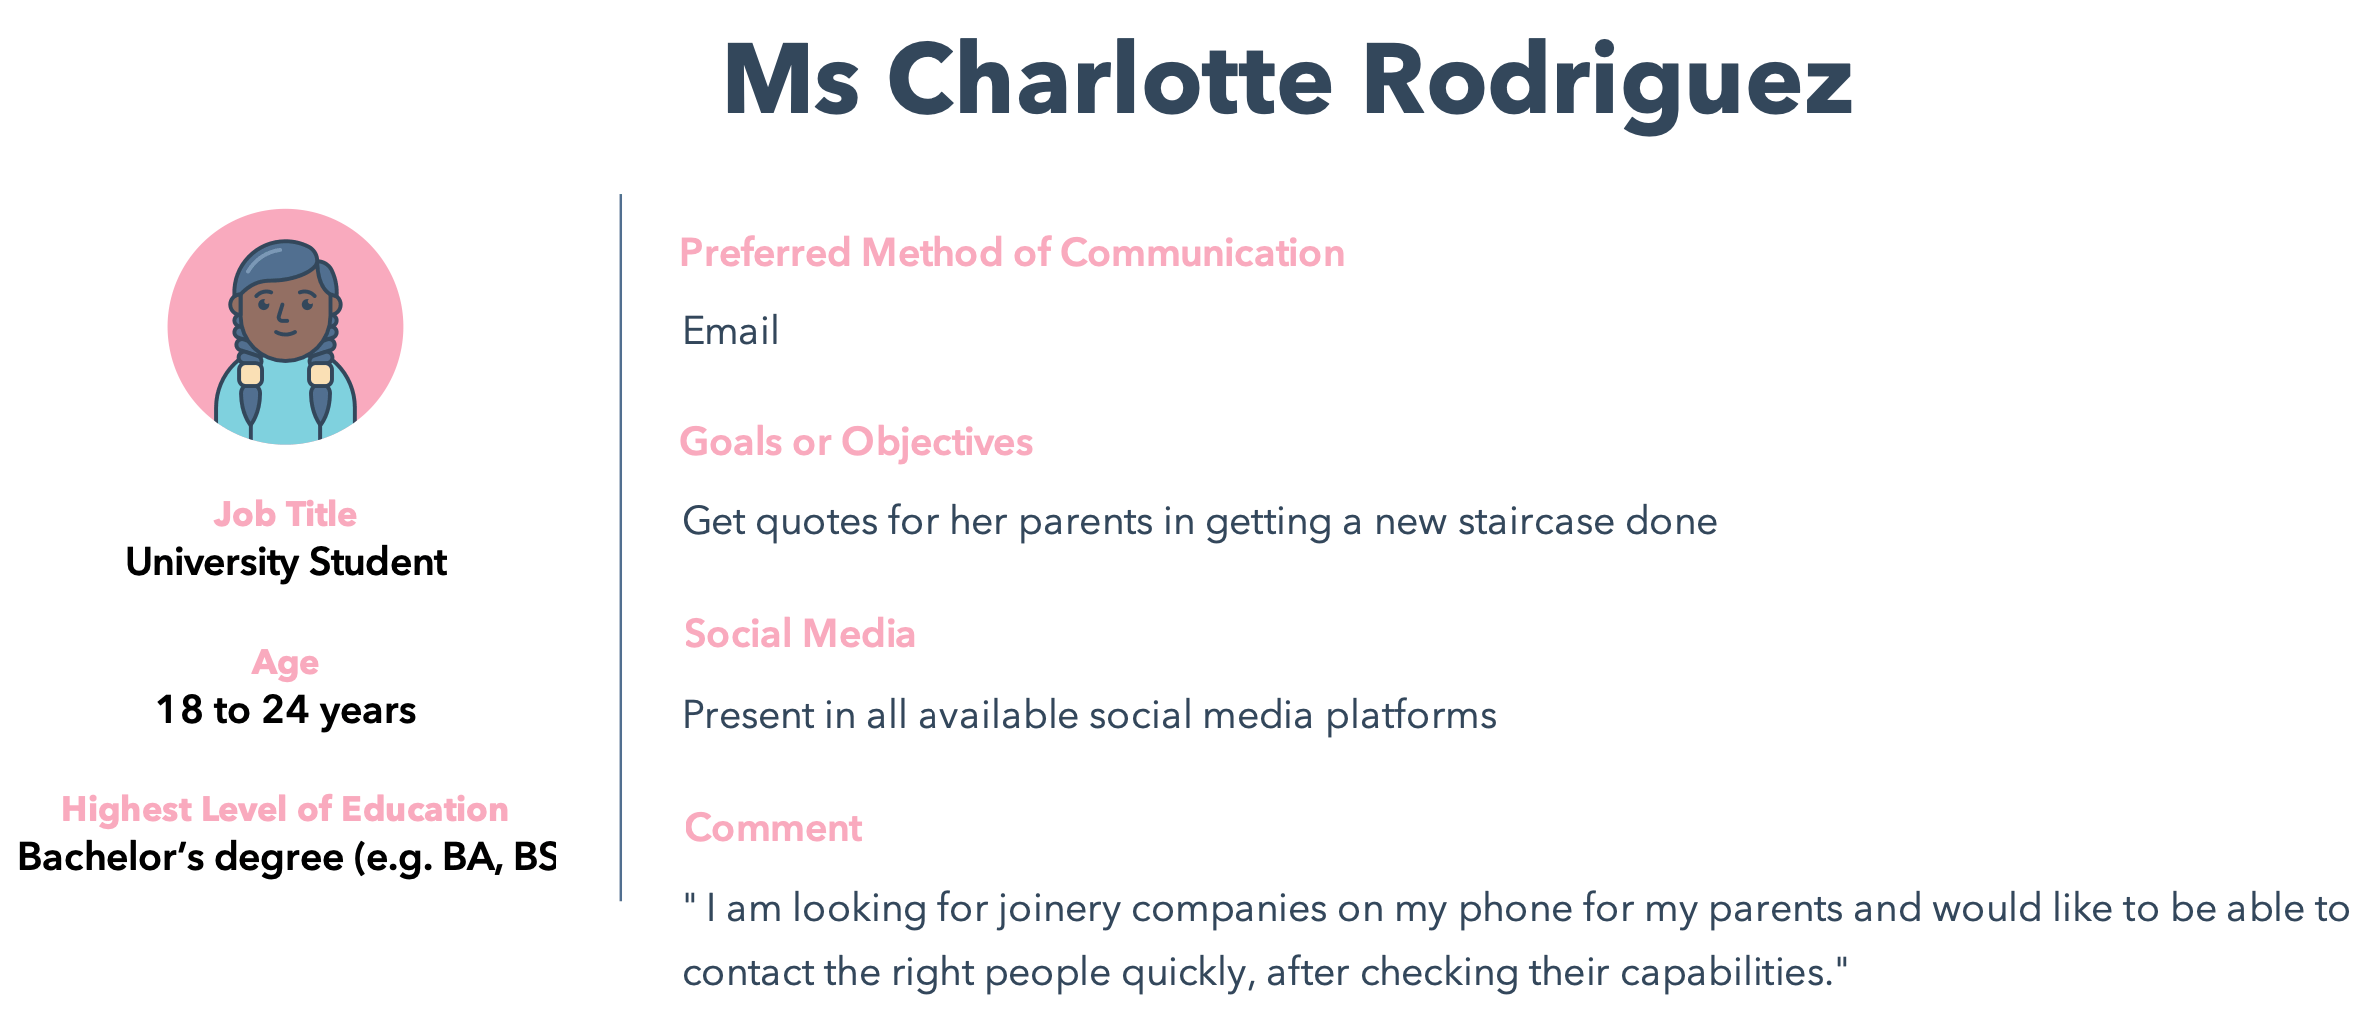 Ms Charlotte Rodriguez
Job Title
University Student
Age
18 to 24 years
Highest Level of Education
Bachelor’s degree (e.g. BA, BS
Preferred Method of Communication
Email
Goals or Objectives
Get quotes for her parents in getting a new staircase done
Social Media
Present in all available social media platforms
Comment
" I am looking for joinery companies on my phone for my parents and would like to be able to
contact the right people quickly, after checking their capabilities."